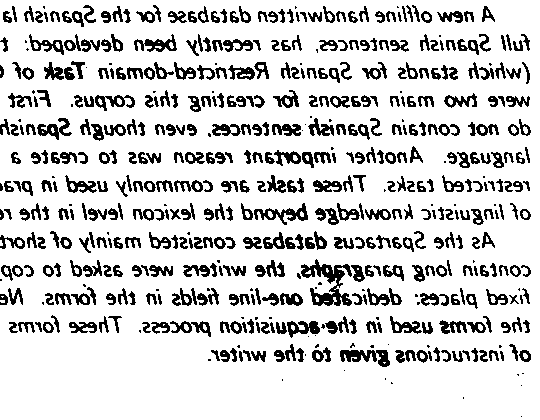 A new offline handwritten database for the Spanish la
full Spanish sentences, has recently been developed: t
(which stands for Spanish Restricted-domain Task of
were two main reasons for creating this corpus. First
do not contain Spanish sentences, even though Spanish
language. Another important reason was to create a
restricted tasks. These tasks are commonly used in prac
of linguistic knowledge beyond the lexicon level in the re
As the Spartacus database consisted mainly of short
contain long paragraphs, the writers were asked to copy
fixed places: dedicated one-line fields in the forms. Ne
the forms used in the acquisition process. These forms
of instructions given to the writer.